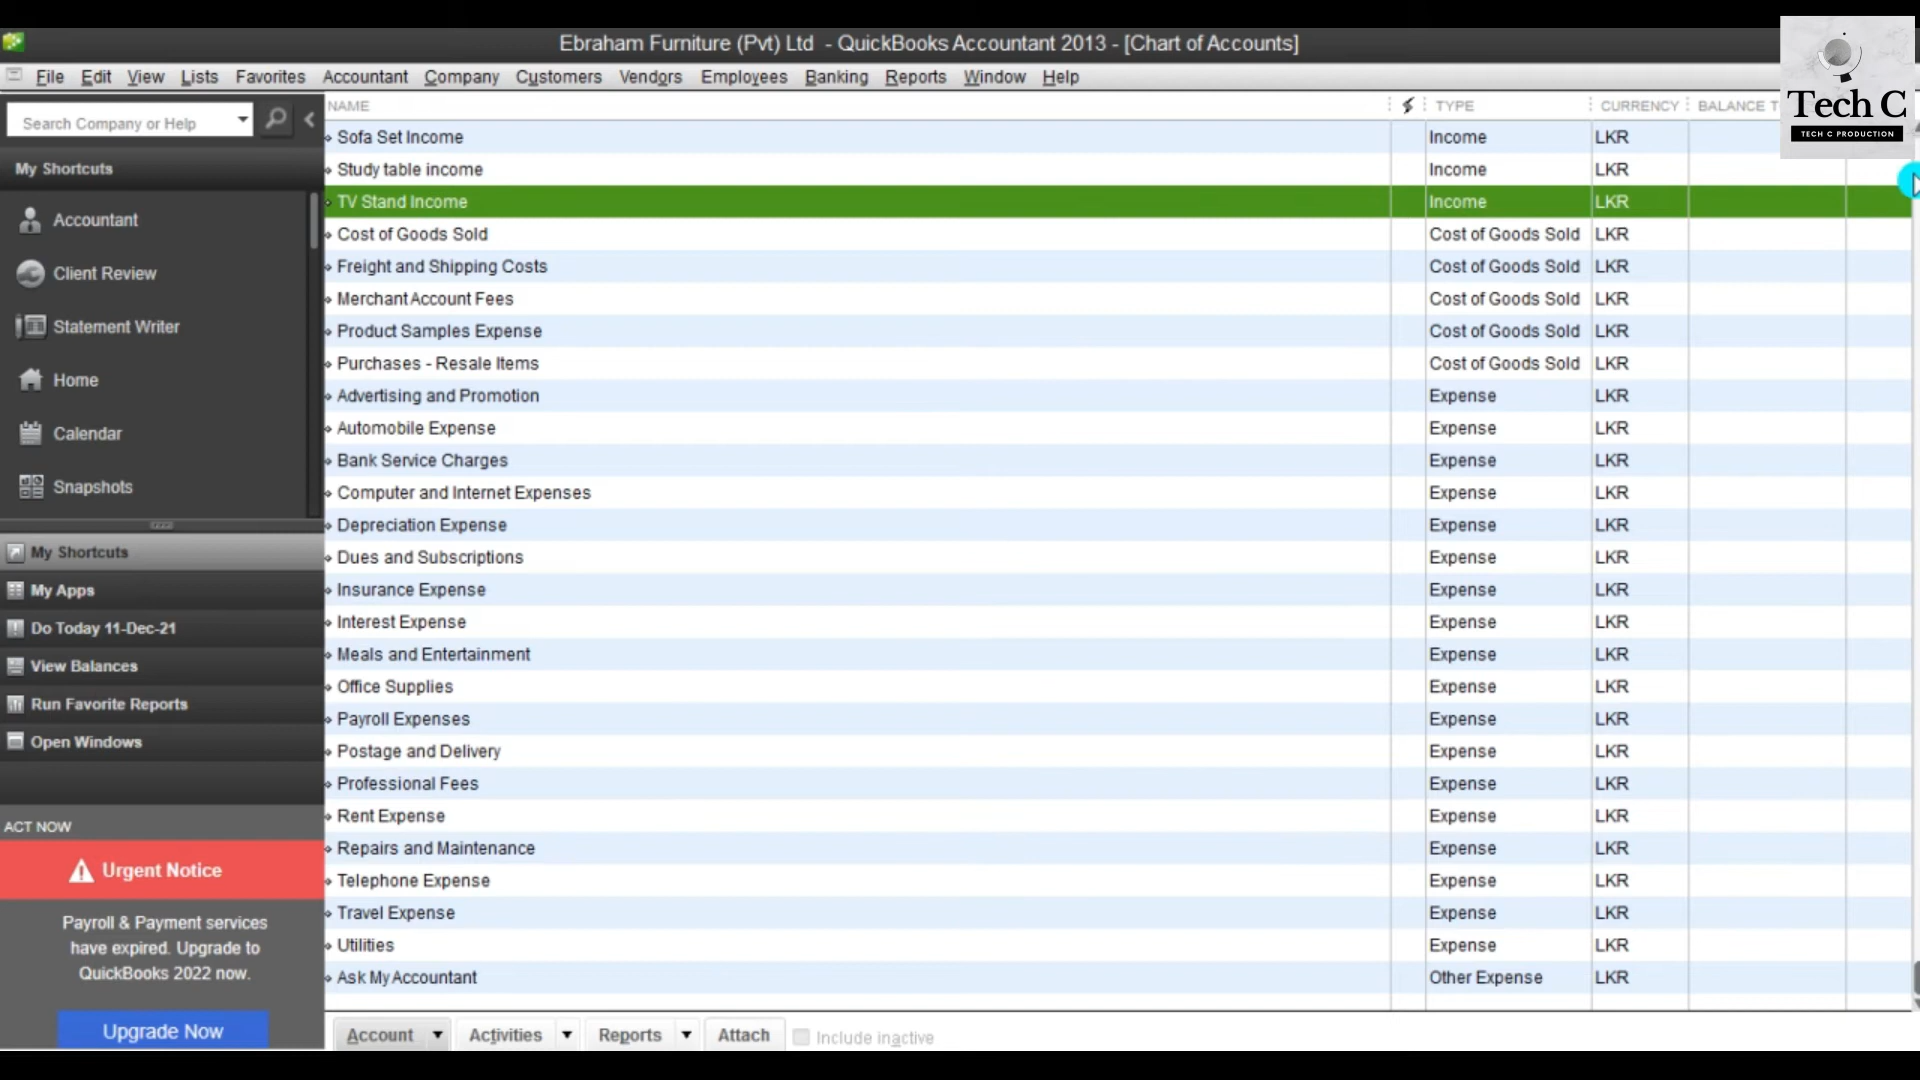 Ebraham Furniture (Pvt) Ltd - QuickBooks Accountant 2013 - [Chart of Accounts]
File Edit View Lists Favorites Accountant Company Customers Vendors Employees Banking Reports Window Help
Tech C
TECH C PRODUCTION
Search Company or Help
My Shortcuts
Accountant
Client Review
Statement Writer
Home
Calendar
Snapshots
My Shortcuts
My Apps
Do Today 11-Dec-21
View Balances
Run Favorite Reports
Open Windows
ACT NOW
Urgent Notice
Payroll & Payment services
have expired. Upgrade to
QuickBooks 2022 now.
Upgrade Now
NAME TYPE CURRENCY BALANCE T
Sofa Set Income Income LKR
Study table income Income LKR
TV Stand Income Income LKR
Cost of Goods Sold Cost of Goods Sold LKR
Freight and Shipping Costs Cost of Goods Sold LKR
Merchant Account Fees Cost of Goods Sold LKR
Product Samples Expense Cost of Goods Sold LKR
Purchases - Resale Items Cost of Goods Sold LKR
Advertising and Promotion Expense LKR
Automobile Expense Expense LKR
Bank Service Charges Expense LKR
Computer and Internet Expenses Expense LKR
Depreciation Expense Expense LKR
Dues and Subscriptions Expense LKR
Insurance Expense Expense LKR
Interest Expense Expense LKR
Meals and Entertainment Expense LKR
Office Supplies Expense LKR
Payroll Expenses Expense LKR
Postage and Delivery Expense LKR
Professional Fees Expense LKR
Rent Expense Expense LKR
Repairs and Maintenance Expense LKR
Telephone Expense Expense LKR
Travel Expense Expense LKR
Utilities Expense LKR
Ask My Accountant Other Expense LKR
Account Activities Reports Attach Include inactive